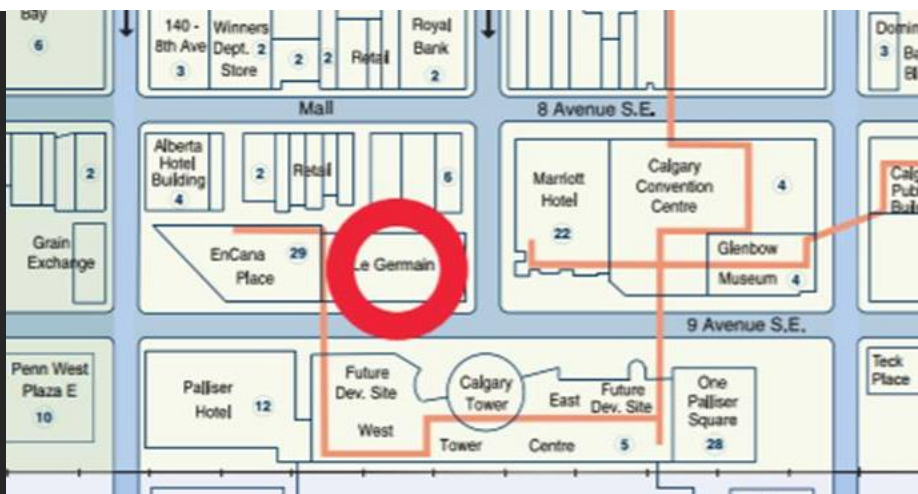 Bay
6
140 -
8th Ave
3
Winners
Dept.
Store
2
2
2
Retail
Royal
Bank
2
3
Mall
8 Avenue S.E.
2
Grain
Exchange
Alberta
Hotel
Building
4
2
Retail
6
EnCana
Place
29
Le Germain
Marriott
Hotel
22
Calgary
Convention
Centre
4
Glenbow
Museum
4
9 Avenue S.E.
Penn West
Plaza E
10
Palliser
Hotel
12
Future
Dev. Site
West
Calgary
Tower
Tower
East
Future
Dev. Site
Centre
5
One
Palliser
Square
28
Teck
Place